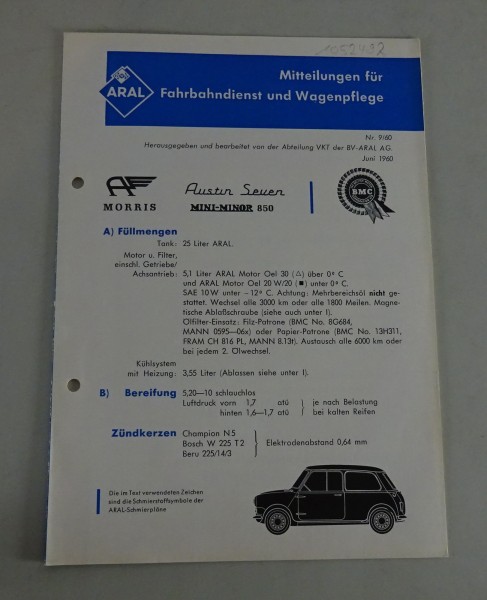 1052432
ARAL
Mitteilungen für
Fahrbahndienst und Wagenpflege
Nr. 9/60
Herausgegeben und bearbeitet von der Abteilung VKT der BV-ARAL AG.
Juni 1960
MORRIS
Austin Seven
MINI-MINOR 850
BMC
A) Füllmengen
Tank: 25 Liter ARAL.
Motor u. Filter,
einschl. Getriebe/
Achsantrieb: 5,1 Liter ARAL Motor Oel 30 (△) über 0° C
und ARAL Motor Oel 20 W/20 (■) unter 0° C.
SAE 10 W unter −12° C. Achtung: Mehrbereichsöl nicht ge-
stattet. Wechsel alle 3000 km oder alle 1800 Meilen. Magne-
tische Ablaßschraube (siehe auch unter I).
Ölfilter-Einsatz: Filz-Patrone (BMC No. 8G684,
MANN 0595—06x) oder Papier-Patrone (BMC No. 13H311,
FRAM CH 816 PL, MANN 8.13t). Austausch alle 6000 km oder
bei jedem 2. Ölwechsel.
Kühlsystem
mit Heizung: 3,55 Liter (Ablassen siehe unter I).
B) Bereifung 5,20—10 schlauchlos
Luftdruck vorn 1,7 atü } je nach Belastung
hinten 1,6—1,7 atü } bei kalten Reifen
Zündkerzen Champion N 5
Bosch W 225 T 2 } Elektrodenabstand 0,64 mm
Beru 225/14/3
Die im Text verwendeten Zeichen
sind die Schmierstoffsymbole der
ARAL-Schmierpläne